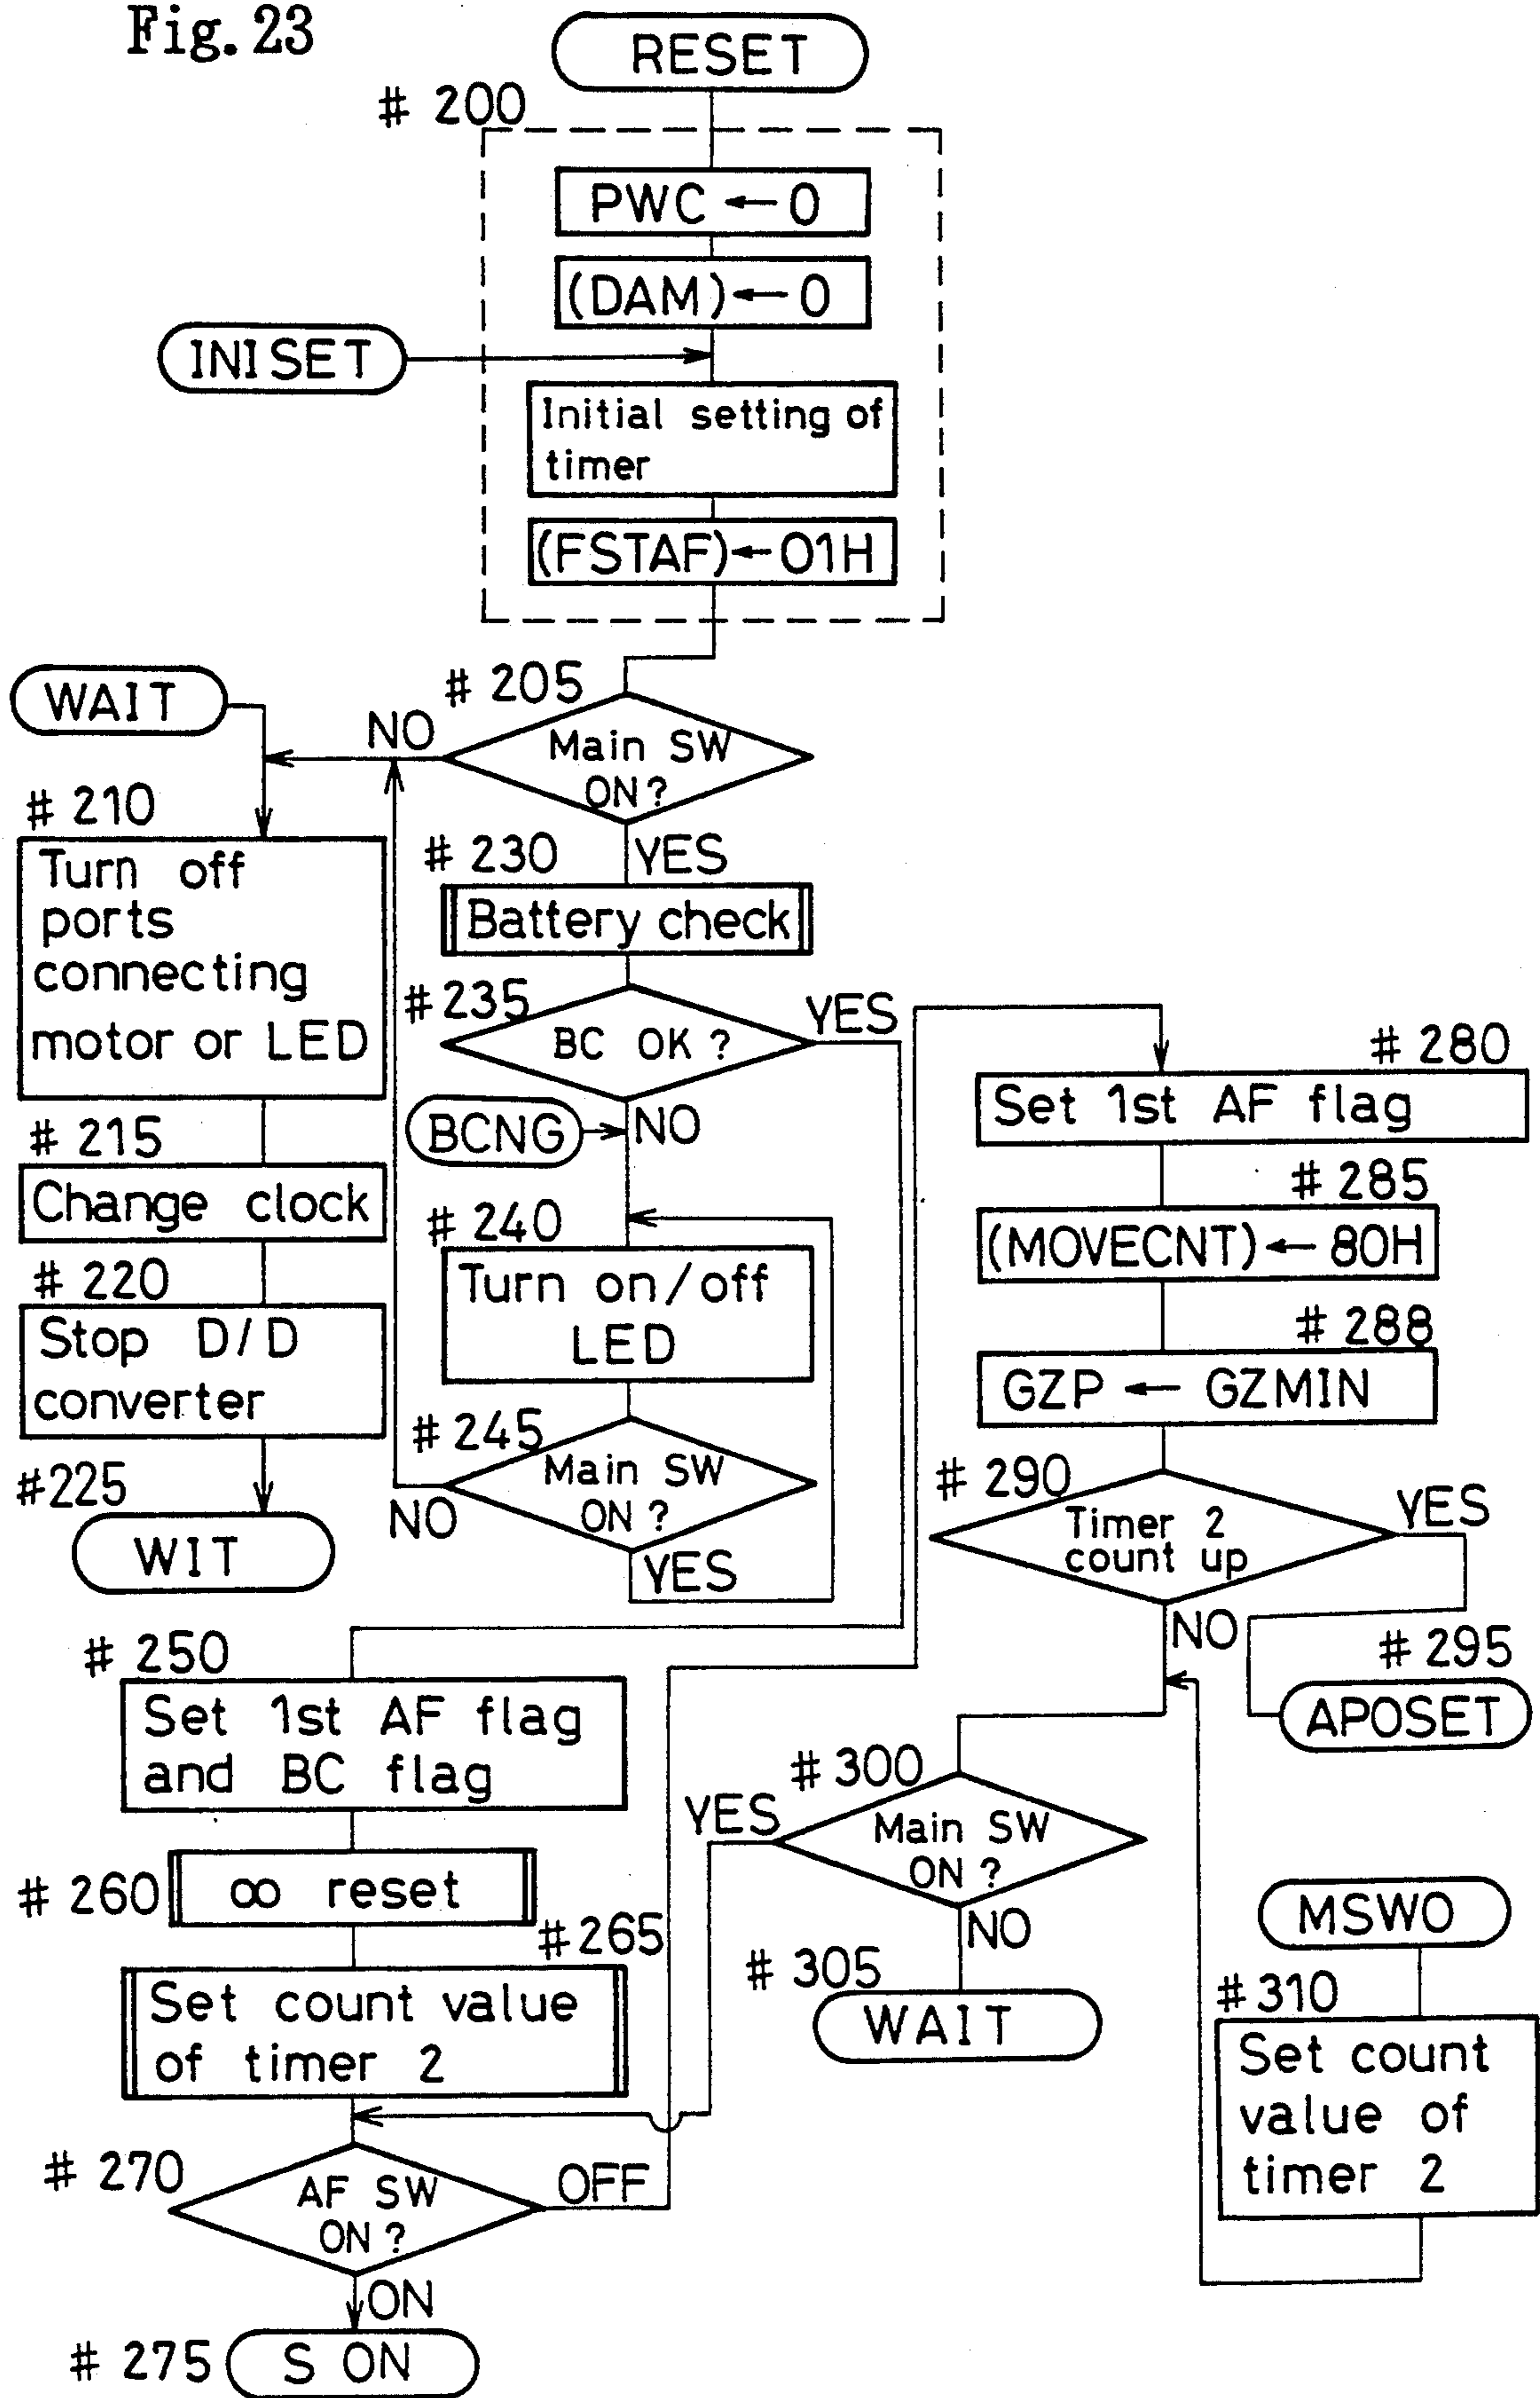 Fig. 23
RESET
# 200
PWC ← 0
(DAM) ← 0
INISET
Initial setting of
timer
(FSTAF) ← 01H
WAIT
# 205
NO
Main SW
ON?
# 210
Turn off
ports
connecting
motor or LED
YES
# 230
Battery check
# 235
BC OK?
YES
NO
BCNG
# 215
Change clock
# 220
Stop D/D
converter
#225
WIT
# 240
Turn on/off
LED
# 245
Main SW
ON?
NO
YES
# 280
Set 1st AF flag
# 285
(MOVECNT) ← 80H
# 288
GZP ← GZMIN
# 290
Timer 2
count up
YES
NO
# 295
APOSET
# 250
Set 1st AF flag
and BC flag
# 260
∞ reset
#265
Set count value
of timer 2
# 300
YES
Main SW
ON?
NO
# 305
WAIT
MSWO
#310
Set count
value of
timer 2
# 270
AF SW
ON?
OFF
ON
# 275
S ON